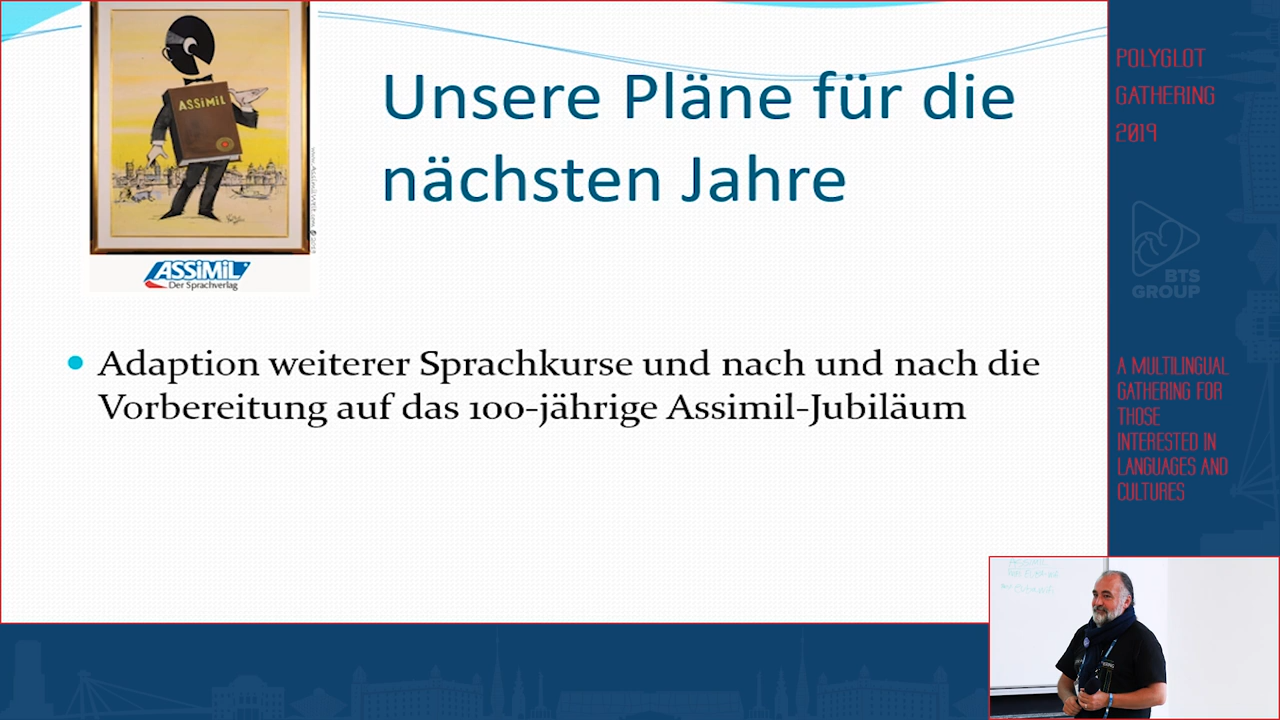 ASSiMiL
ASSiMiL
Der Sprachverlag
Unsere Pläne für die
nächsten Jahre
Adaption weiterer Sprachkurse und nach und nach die
Vorbereitung auf das 100-jährige Assimil-Jubiläum
POLYGLOT
GATHERING
2019
BTS
GROUP
A MULTILINGUAL
GATHERING FOR
THOSE
INTERESTED IN
LANGUAGES AND
CULTURES